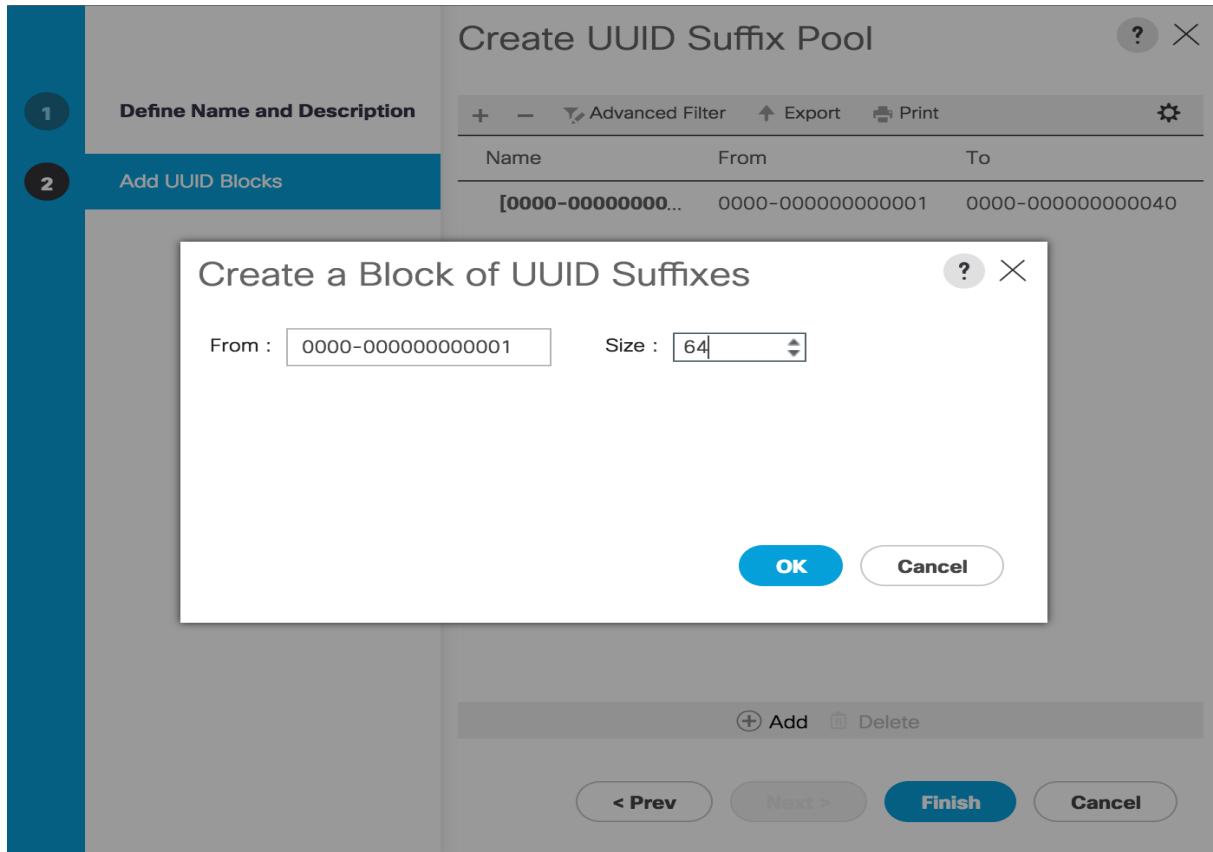 Create UUID Suffix Pool
?
1
Define Name and Description
+ − Advanced Filter Export Print
Name From To
2
Add UUID Blocks
[0000-00000000... 0000-000000000001 0000-000000000040
Create a Block of UUID Suffixes
?
From : 0000-000000000001 Size : 64
OK Cancel
Add Delete
< Prev Next > Finish Cancel